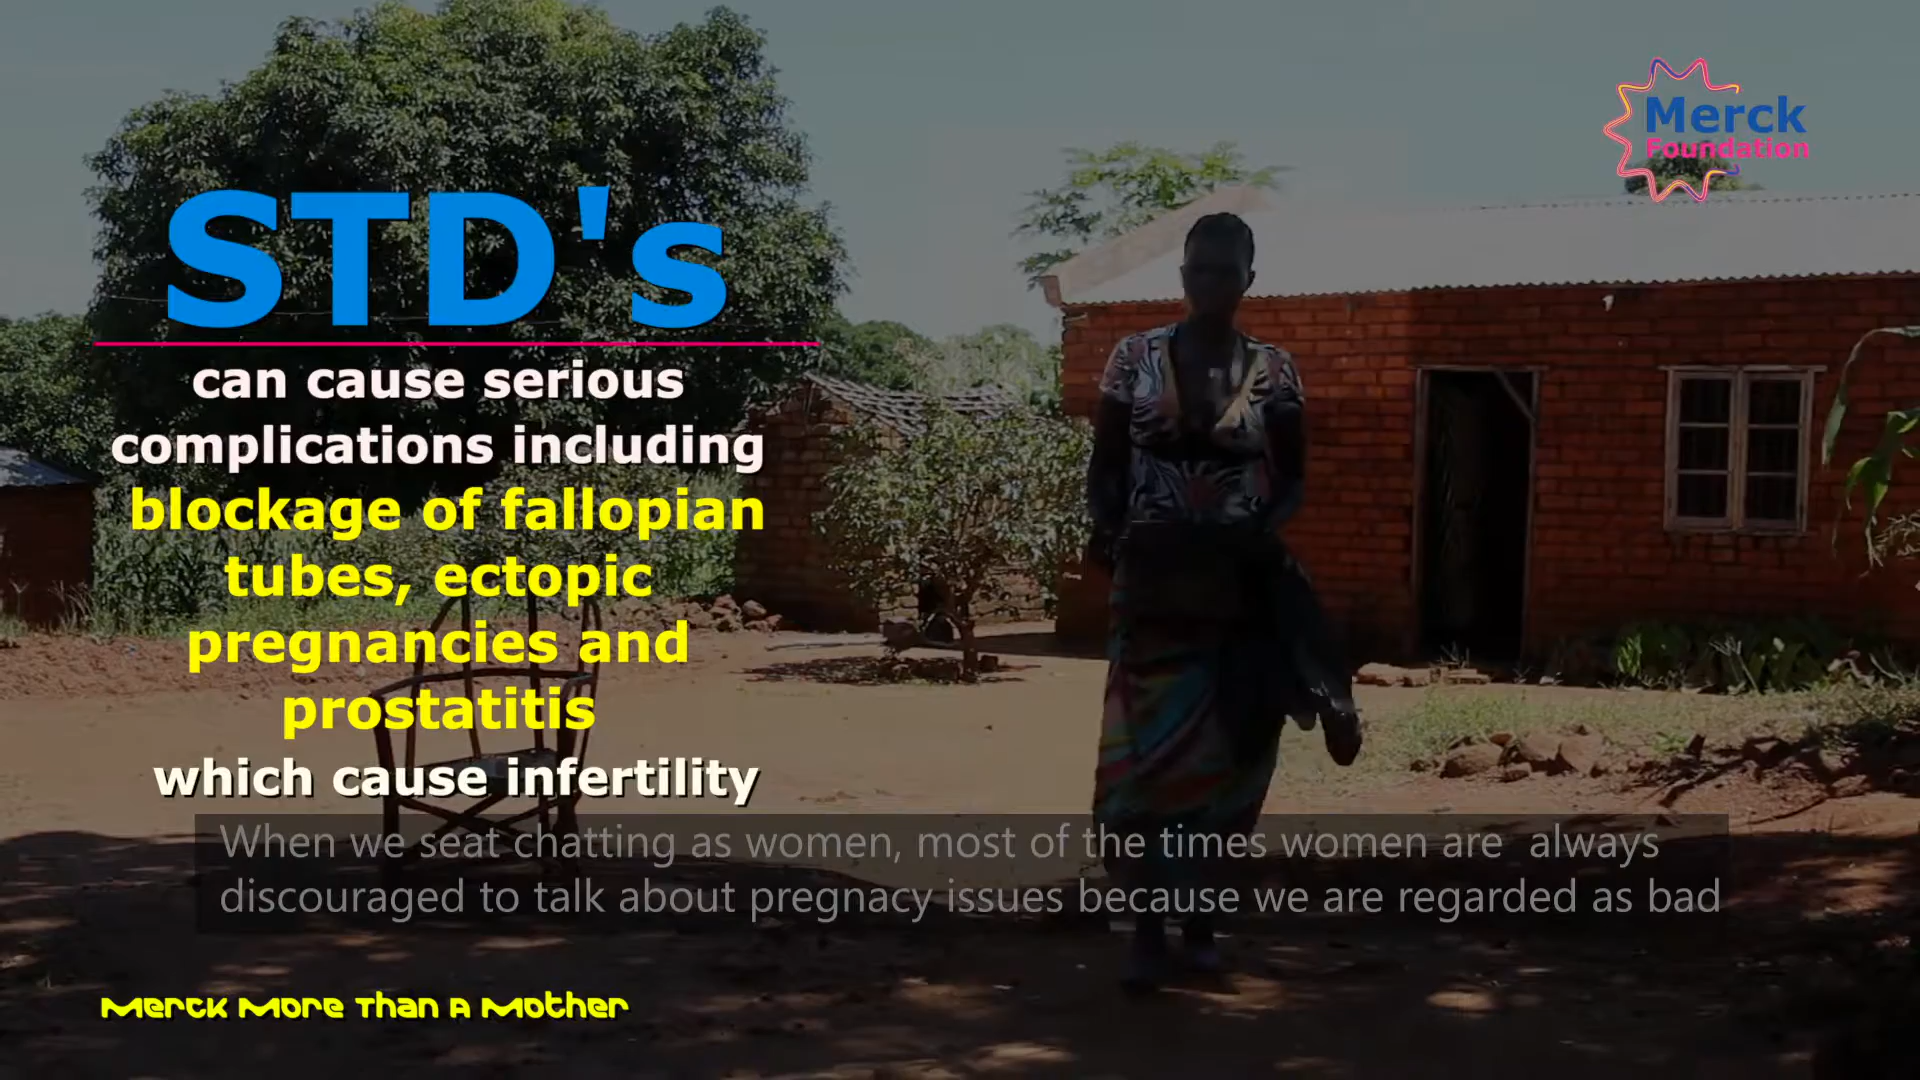 Merck
Foundation
STD's
can cause serious
complications including
blockage of fallopian
tubes, ectopic
pregnancies and
prostatitis
which cause infertility
When we seat chatting as women, most of the times women are  always
discouraged to talk about pregnacy issues because we are regarded as bad
Merck More Than A Mother